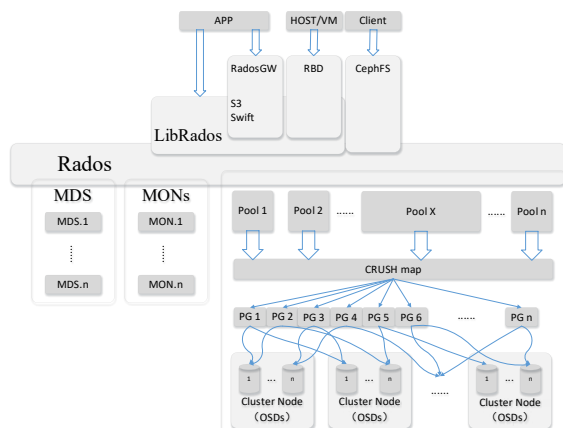 APP
HOST/VM
Client
RadosGW
RBD
CephFS
S3
Swift
LibRados
Rados
MDS
MONs
MDS.1
MON.1
MDS.n
MON.n
Pool 1
Pool 2
......
Pool X
......
Pool n
CRUSH map
PG 1
PG 2
PG 3
PG 4
PG 5
PG 6
......
PG n
1
...
n
1
...
n
......
1
...
n
Cluster Node
（OSDs）
Cluster Node
（OSDs）
Cluster Node
（OSDs）